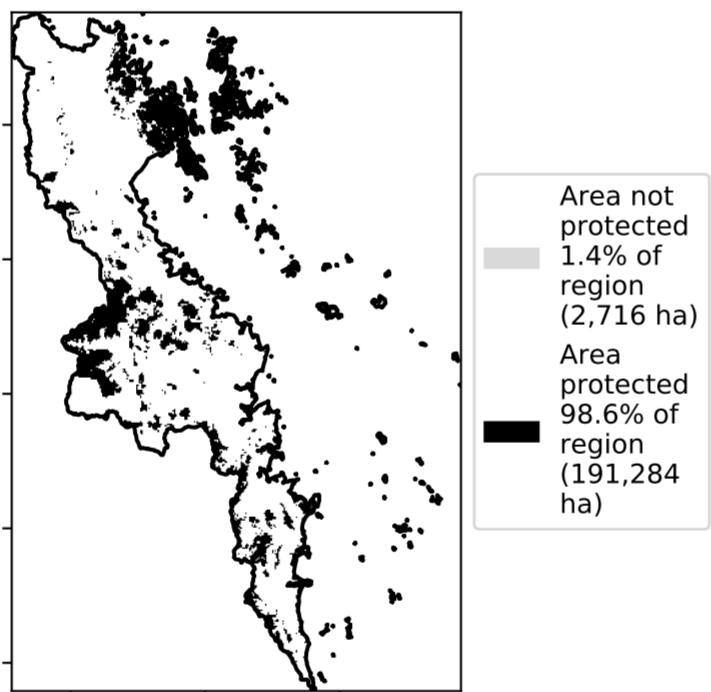 Area not
protected
1.4% of
region
(2,716 ha)
Area
protected
98.6% of
region
(191,284
ha)